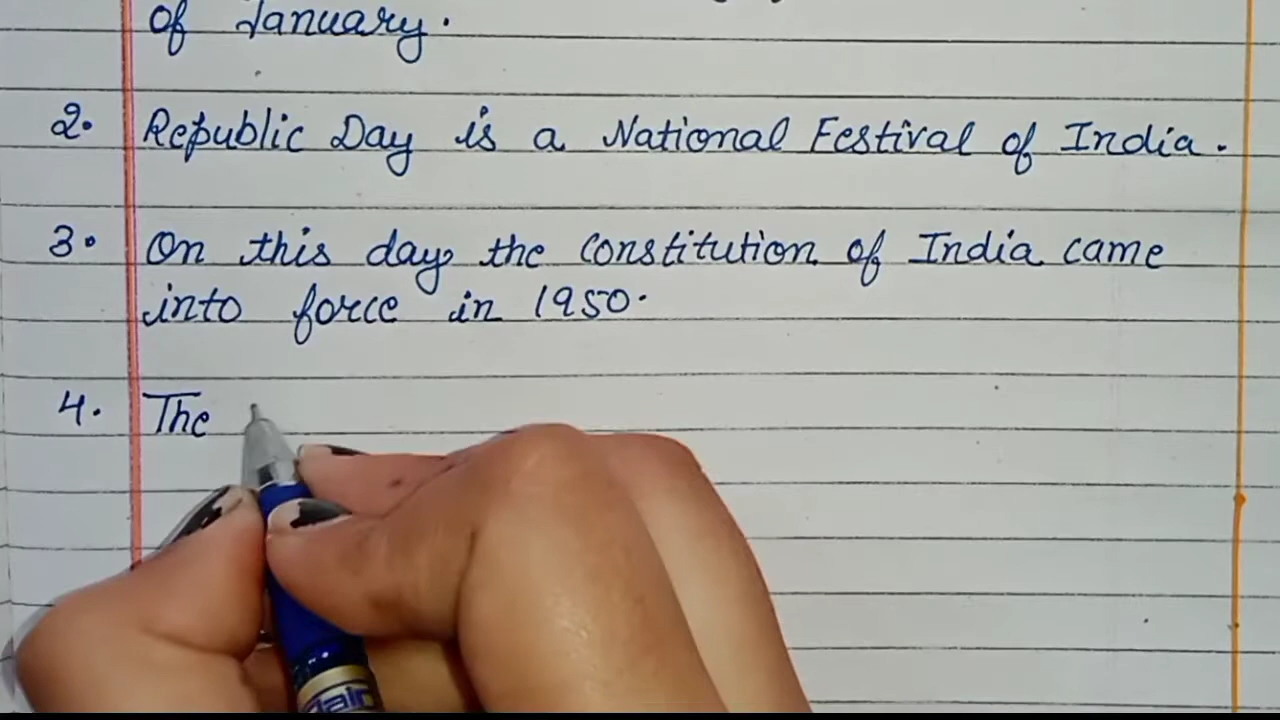 of January.
2. Republic Day is a National Festival of India.
3. On this day, the Constitution of India came
into force in 1950.
4. The